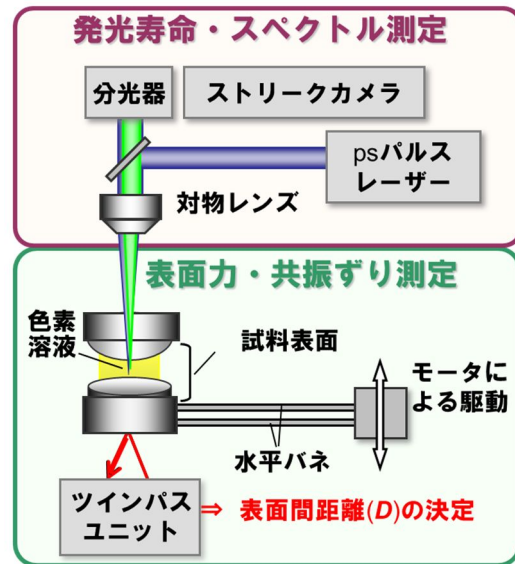 発光寿命・スペクトル測定
分光器
ストリークカメラ
psパルス
レーザー
対物レンズ
表面力・共振ずり測定
色素
溶液
試料表面
モータに
よる駆動
水平バネ
ツインパス
ユニット
⇒ 表面間距離(D)の決定